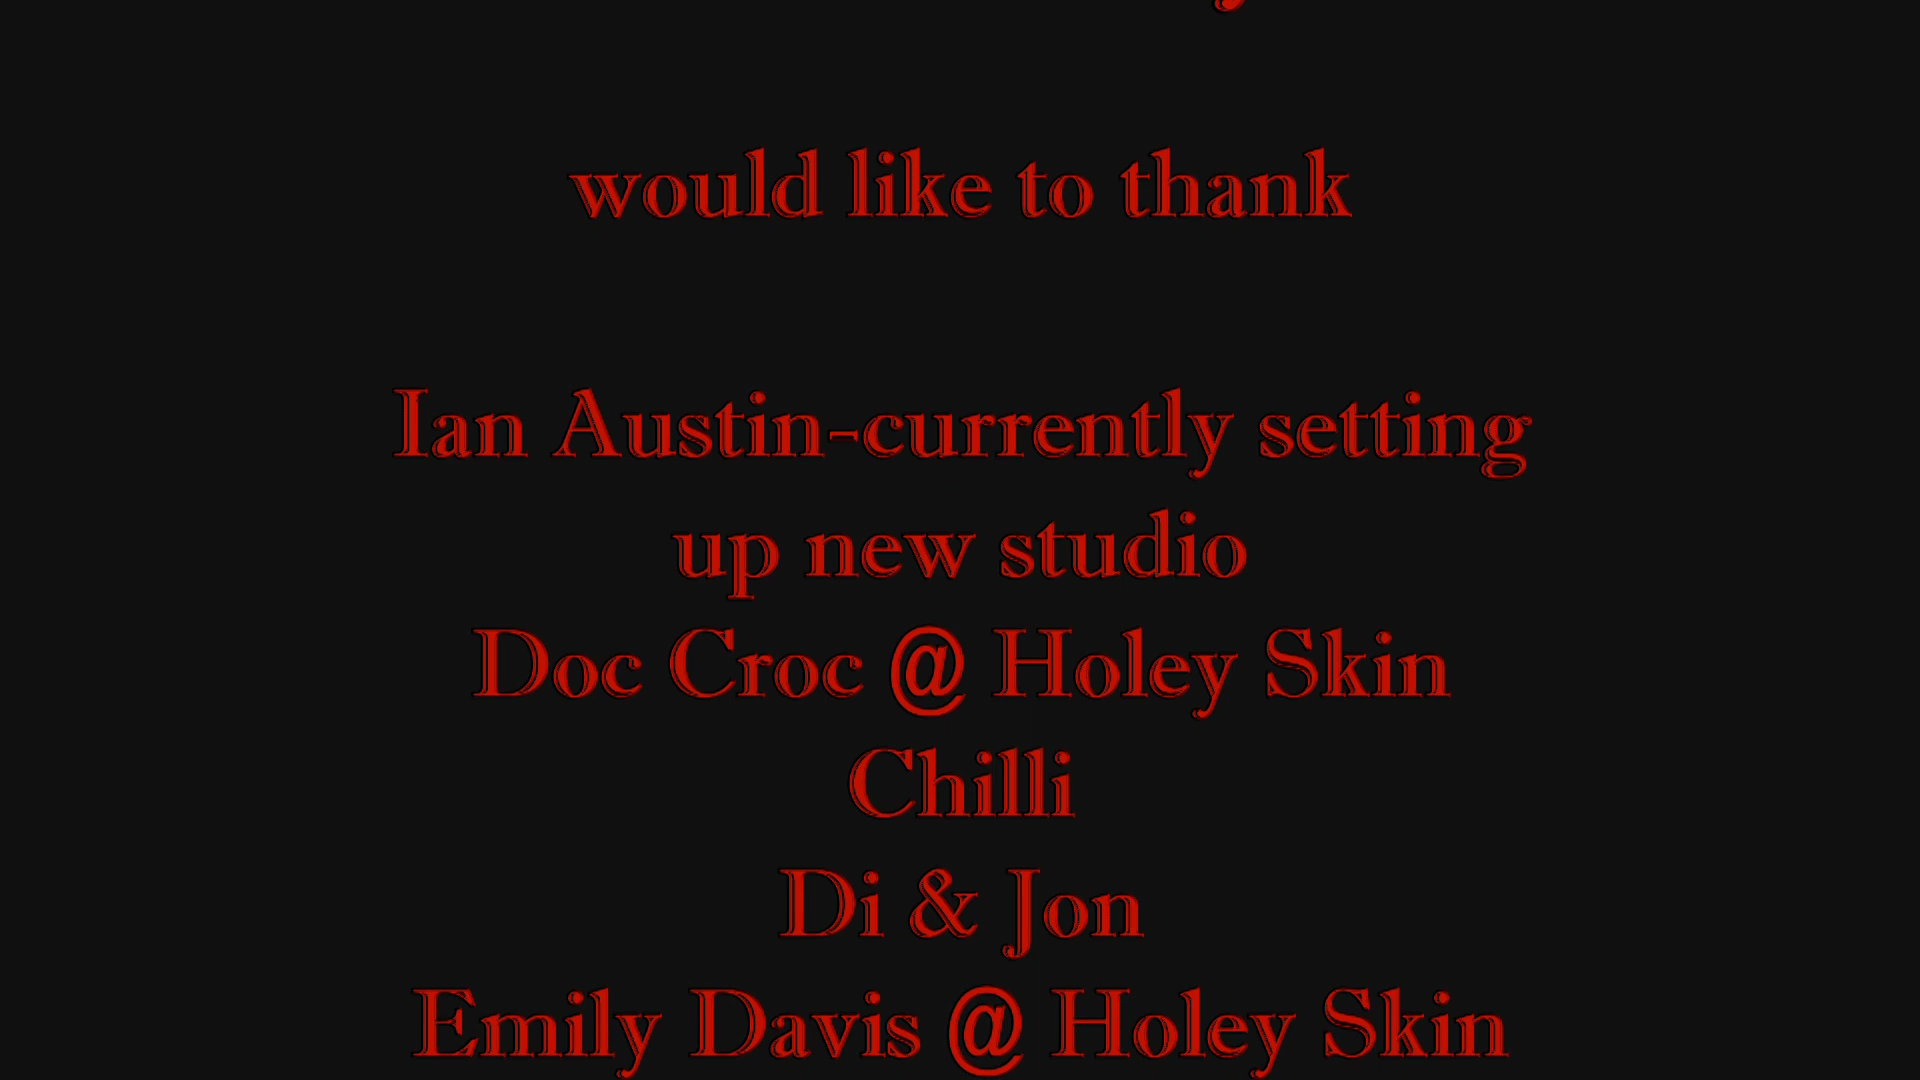 would like to thank
Ian Austin-currently setting
up new studio
Doc Croc @ Holey Skin
Chilli
Di & Jon
Emily Davis @ Holey Skin